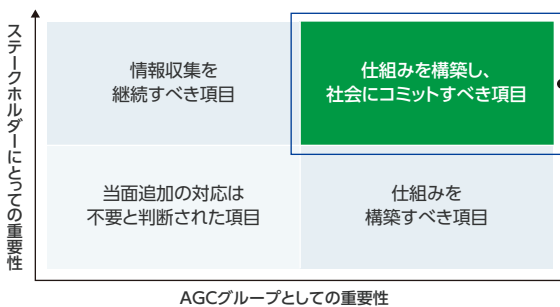 ステークホルダーにとっての重要性
情報収集を
継続すべき項目
仕組みを構築し、
社会にコミットすべき項目
当面追加の対応は
不要と判断された項目
仕組みを
構築すべき項目
AGCグループとしての重要性